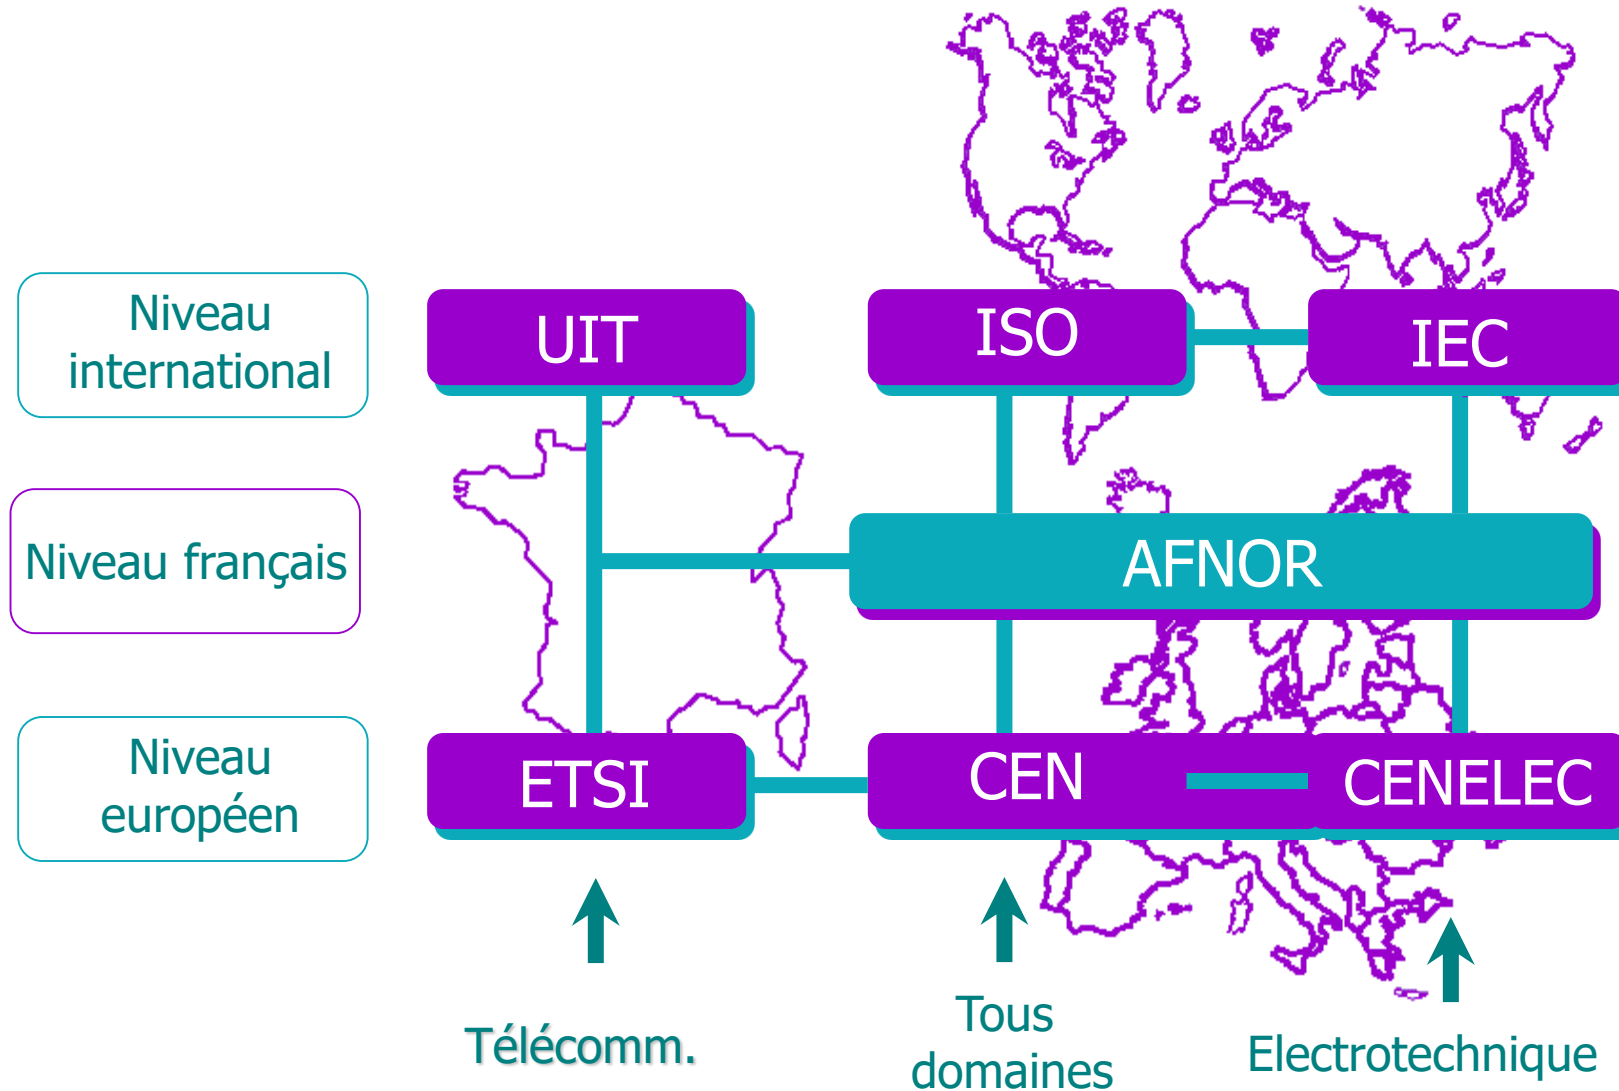 Niveau
international
UIT
ISO
IEC
Niveau français
AFNOR
Niveau
européen
ETSI
CEN
CENELEC
Télécomm.
Tous
domaines
Electrotechnique